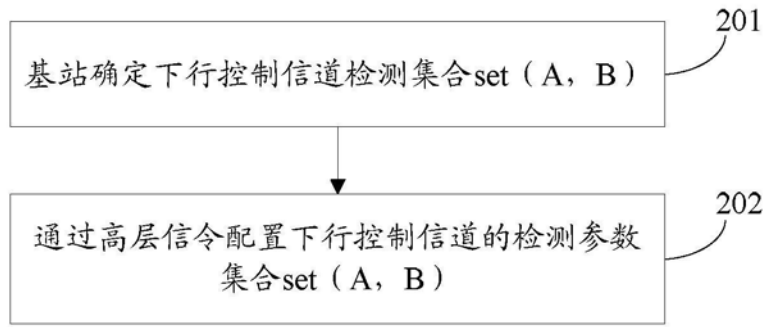 201
基站确定下行控制信道检测集合set（A，B）
202
通过高层信令配置下行控制信道的检测参数
集合set（A，B）